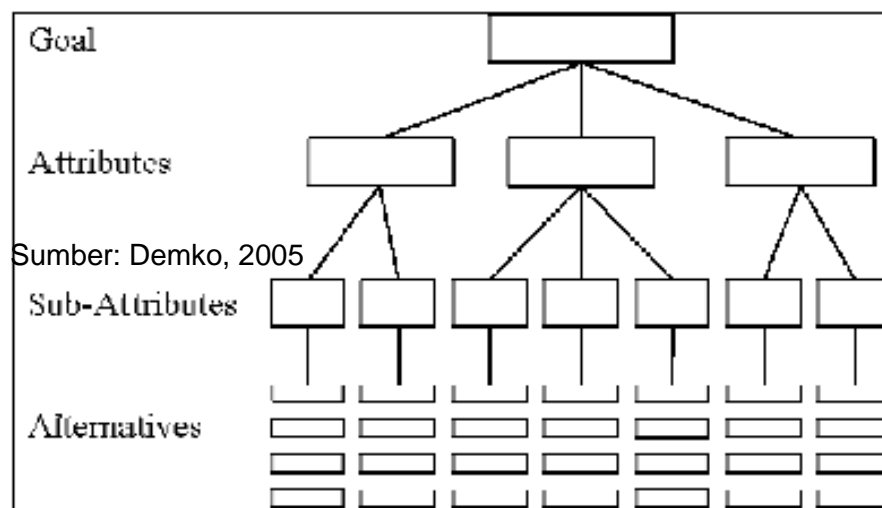 Goal
Attributes
Sumber: Demko, 2005
Sub-Attributes
Alternatives